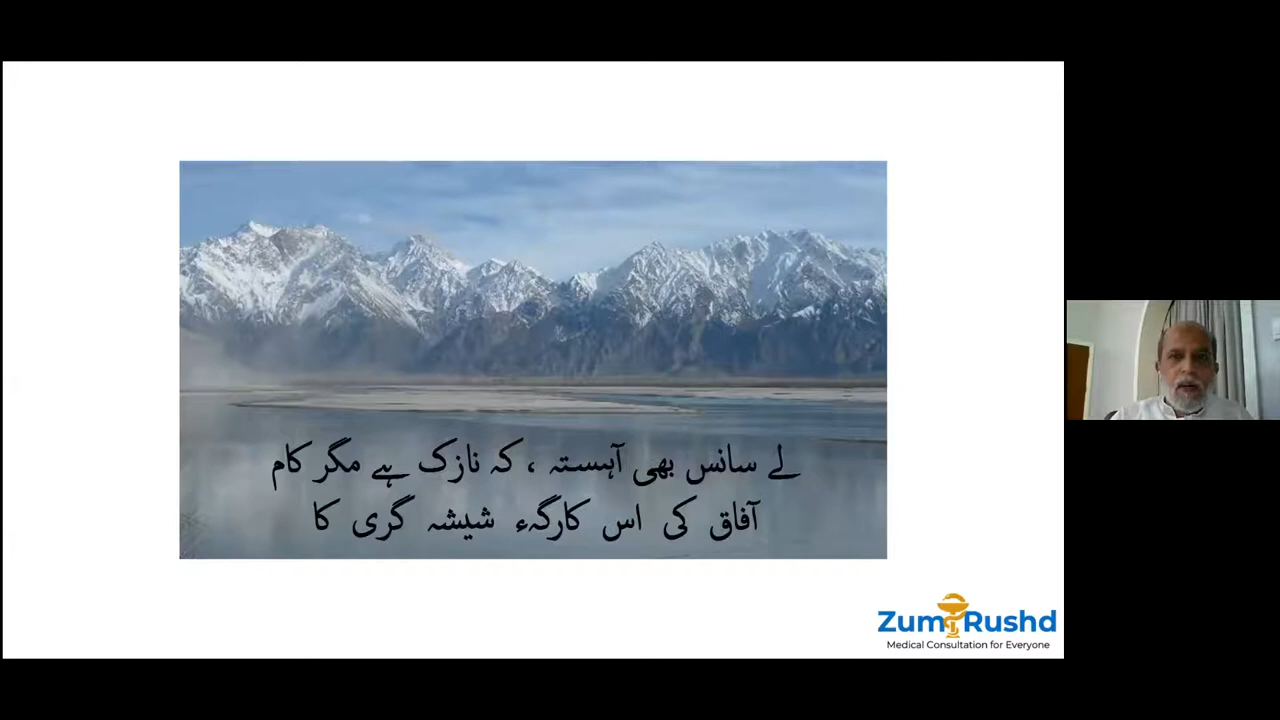 لے سانس بھی آہستہ ، کہ نازک ہے مگر کام
آفاق کی اس کارگہء شیشہ گری کا
ZumRushd
Medical Consultation for Everyone